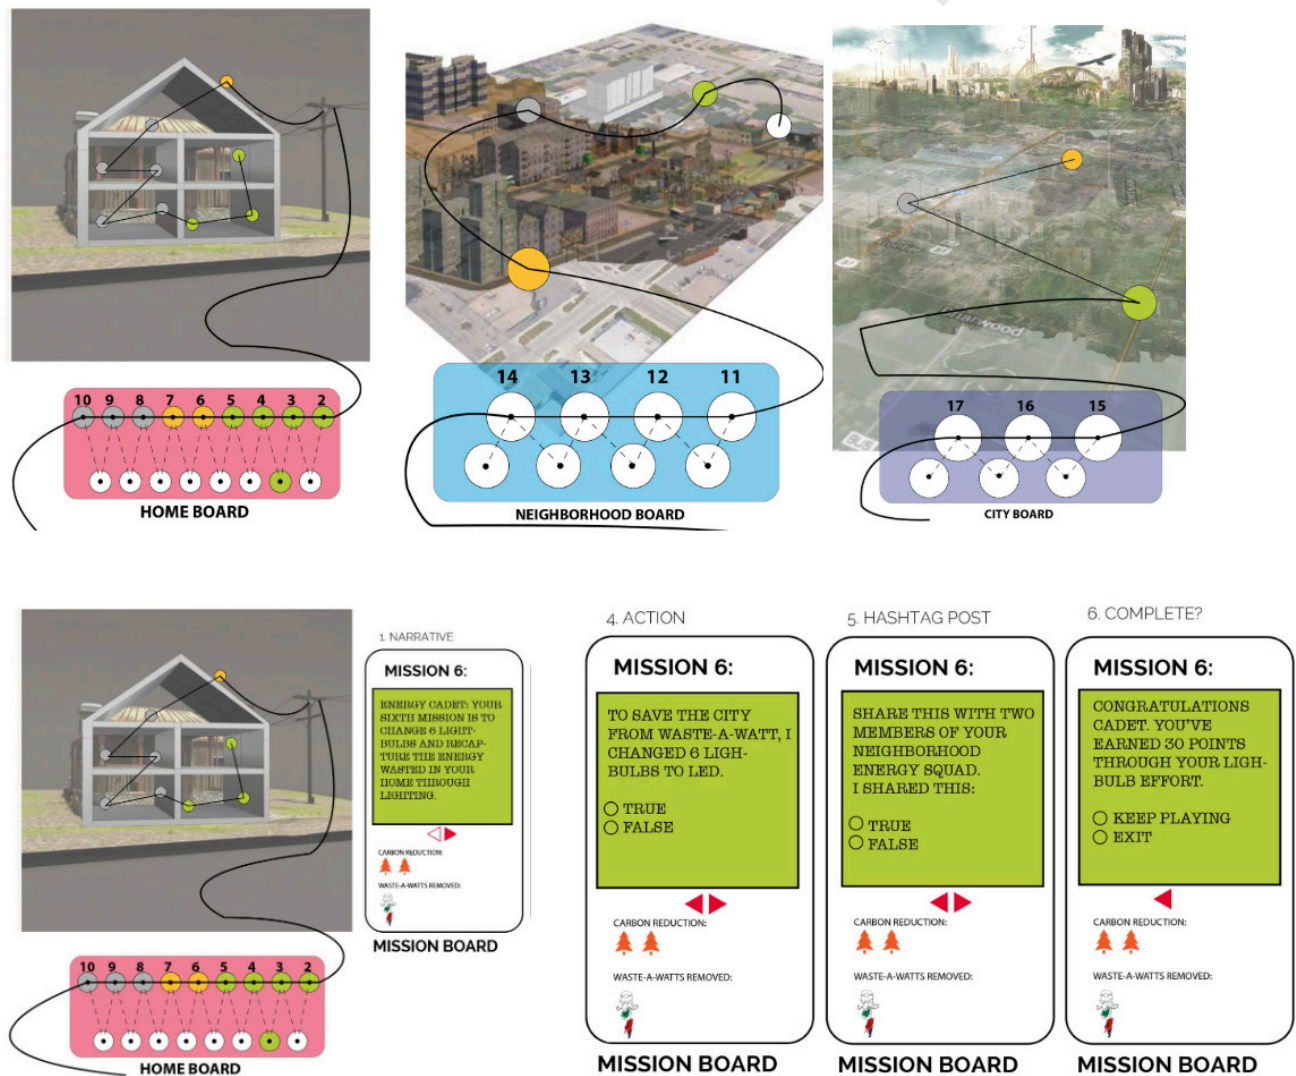 10 9 8 7 6 5 4 3 2
HOME BOARD
14 13 12 11
NEIGHBORHOOD BOARD
Briarwood
17 16 15
CITY BOARD
10 9 8 7 6 5 4 3 2
HOME BOARD
1. NARRATIVE
MISSION 6:
ENERGY CADET: YOUR
SIXTH MISSION IS TO
CHANGE 6 LIGHT-
BULBS AND RECAP-
TURE THE ENERGY
WASTED IN YOUR
HOME THROUGH
LIGHTING.
CARBON REDUCTION:
WASTE-A-WATTS REMOVED:
MISSION BOARD
4. ACTION
MISSION 6:
TO SAVE THE CITY
FROM WASTE-A-WATT, I
CHANGED 6 LIGH-
BULBS TO LED.
TRUE
FALSE
CARBON REDUCTION:
WASTE-A-WATTS REMOVED:
MISSION BOARD
5. HASHTAG POST
MISSION 6:
SHARE THIS WITH TWO
MEMBERS OF YOUR
NEIGHBORHOOD
ENERGY SQUAD.
I SHARED THIS:
TRUE
FALSE
CARBON REDUCTION:
WASTE-A-WATTS REMOVED:
MISSION BOARD
6. COMPLETE?
MISSION 6:
CONGRATULATIONS
CADET. YOU'VE
EARNED 30 POINTS
THROUGH YOUR LIGH-
BULB EFFORT.
KEEP PLAYING
EXIT
CARBON REDUCTION:
WASTE-A-WATTS REMOVED:
MISSION BOARD